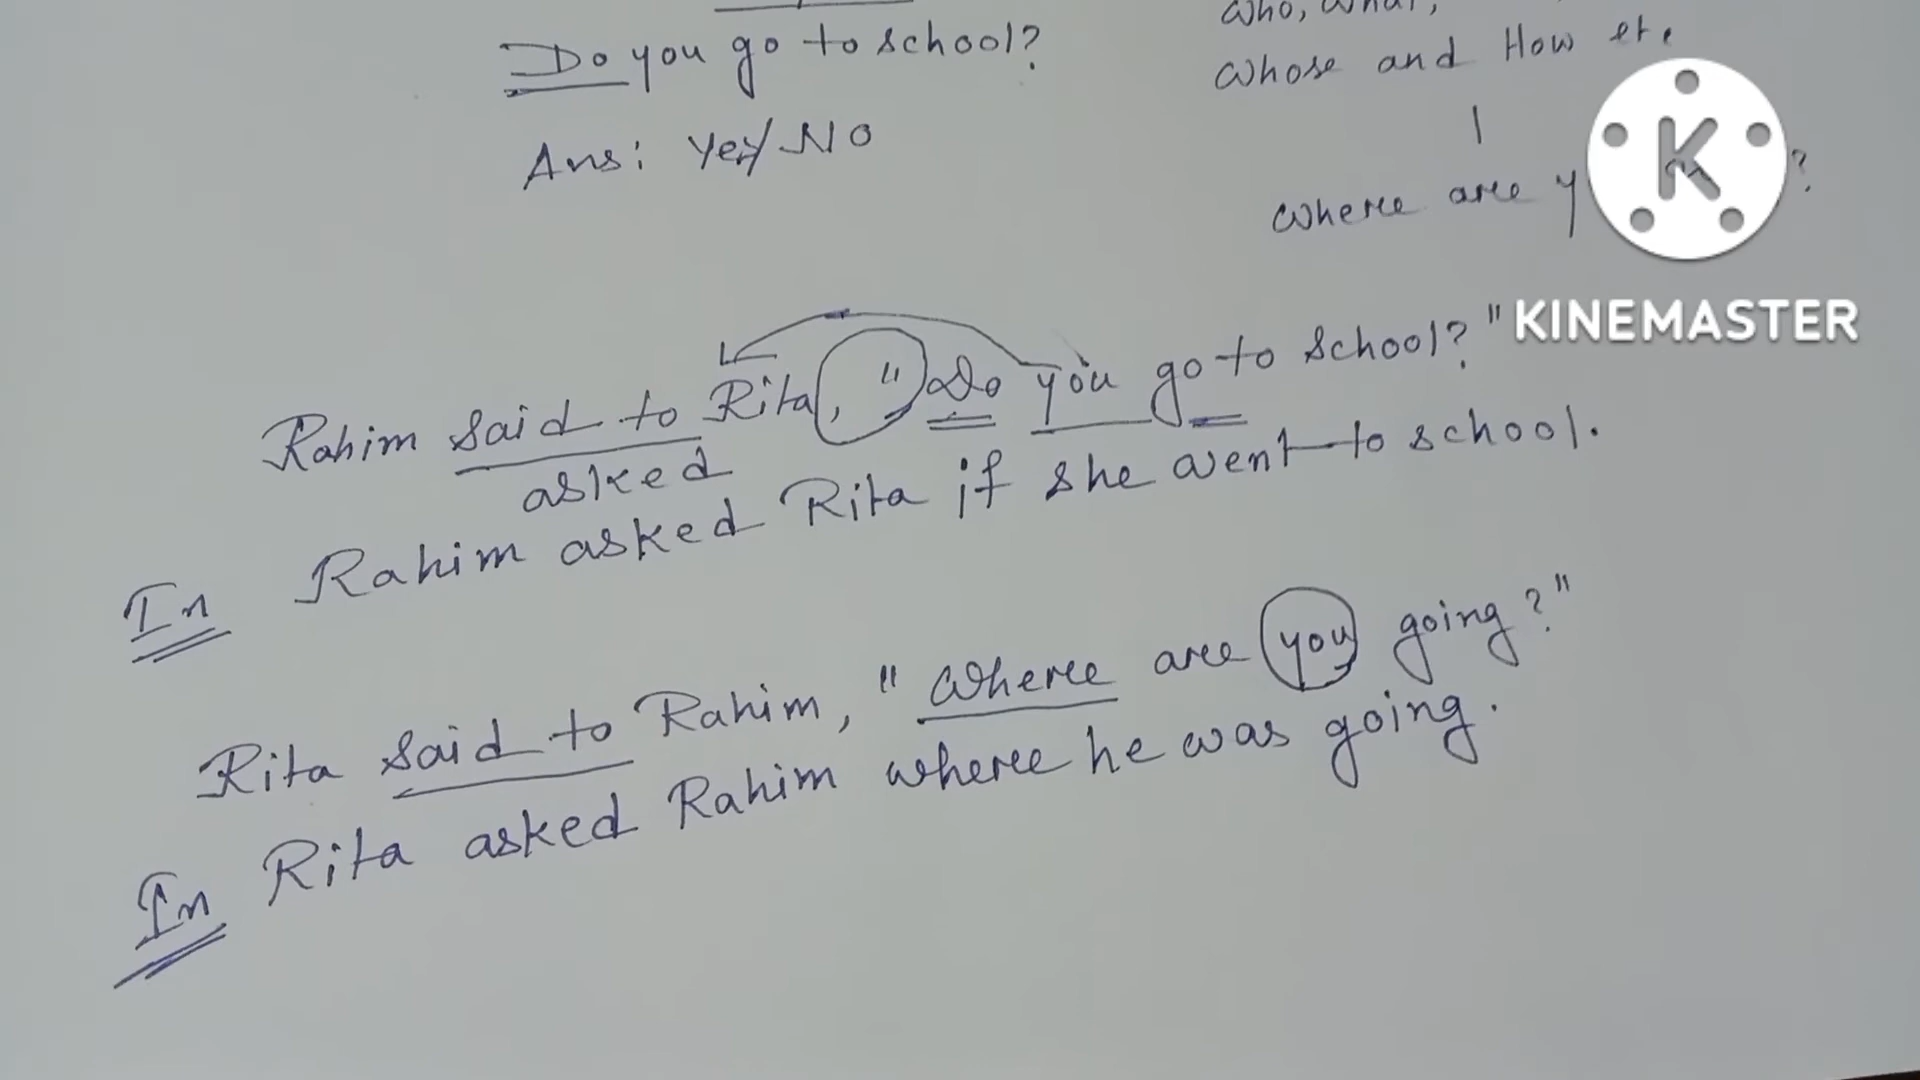 Do you go to school?
Ans: Yes/No
Who, What,
Whose and How etc
Where are y ?
KINEMASTER
Rahim said to Rita, "Do you go to school?"
asked
In Rahim asked Rita if she went to school.
Rita said to Rahim, "Where are you going?"
In Rita asked Rahim where he was going.